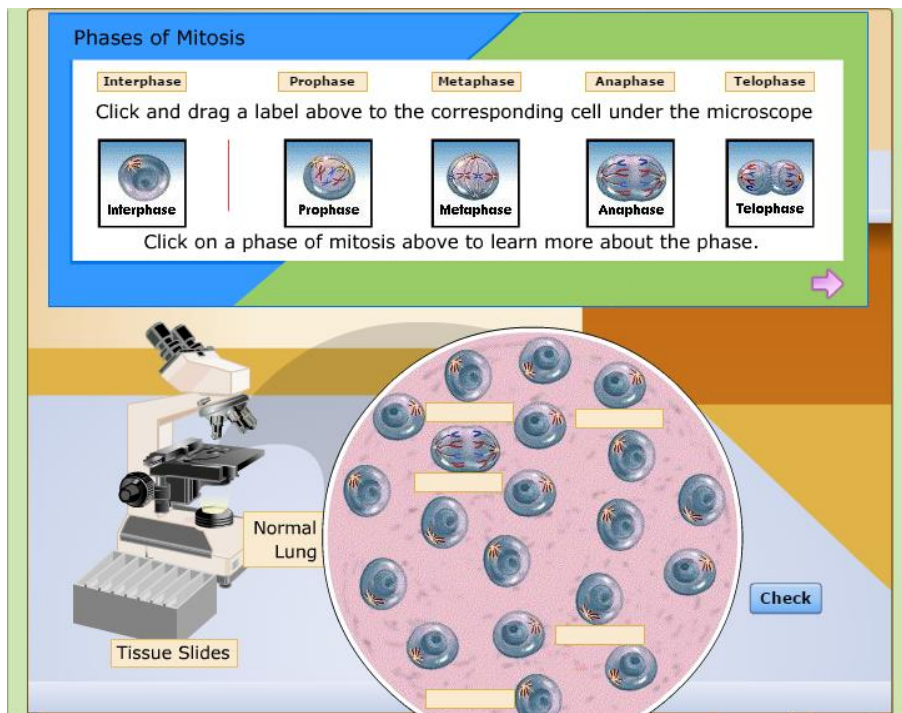 Phases of Mitosis
Interphase Prophase Metaphase Anaphase Telophase
Click and drag a label above to the corresponding cell under the microscope
Interphase Prophase Metaphase Anaphase Telophase
Click on a phase of mitosis above to learn more about the phase.
Normal
Lung
Check
Tissue Slides